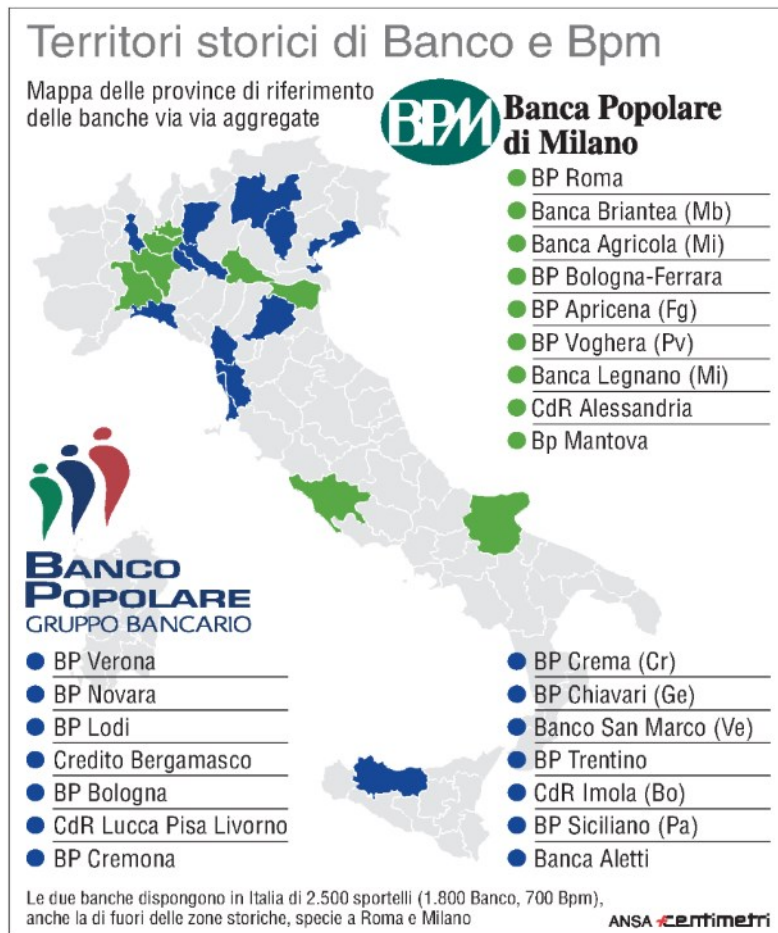 Territori storici di Banco e Bpm
Mappa delle province di riferimento
delle banche via via aggregate
BPM Banca Popolare
di Milano
BP Roma
Banca Briantea (Mb)
Banca Agricola (Mi)
BP Bologna-Ferrara
BP Apricena (Fg)
BP Voghera (Pv)
Banca Legnano (Mi)
CdR Alessandria
Bp Mantova
BANCO
POPOLARE
GRUPPO BANCARIO
BP Verona
BP Novara
BP Lodi
Credito Bergamasco
BP Bologna
CdR Lucca Pisa Livorno
BP Cremona
BP Crema (Cr)
BP Chiavari (Ge)
Banco San Marco (Ve)
BP Trentino
CdR Imola (Bo)
BP Siciliano (Pa)
Banca Aletti
Le due banche dispongono in Italia di 2.500 sportelli (1.800 Banco, 700 Bpm),
anche la di fuori delle zone storiche, specie a Roma e Milano
ANSA centimetri